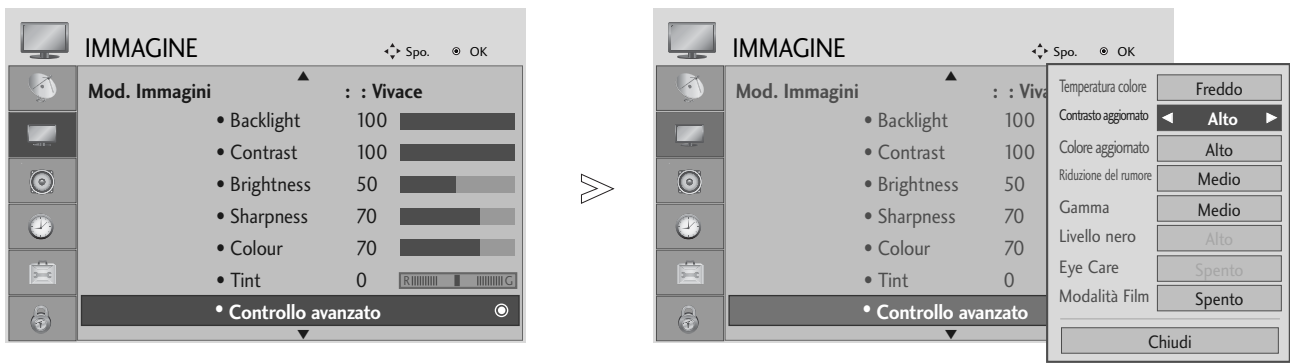 IMMAGINE Spo. OK
Mod. Immagini : : Vivace
• Backlight 100
• Contrast 100
• Brightness 50
• Sharpness 70
• Colour 70
• Tint 0 R G
• Controllo avanzato
IMMAGINE Spo. OK
Mod. Immagini : : Viva
• Backlight 100
• Contrast 100
• Brightness 50
• Sharpness 70
• Colour 70
• Tint 0
• Controllo avanzato
Temperatura colore Freddo
Contrasto aggiornato Alto
Colore aggiornato Alto
Riduzione del rumore Medio
Gamma Medio
Livello nero Alto
Eye Care Spento
Modalità Film Spento
Chiudi